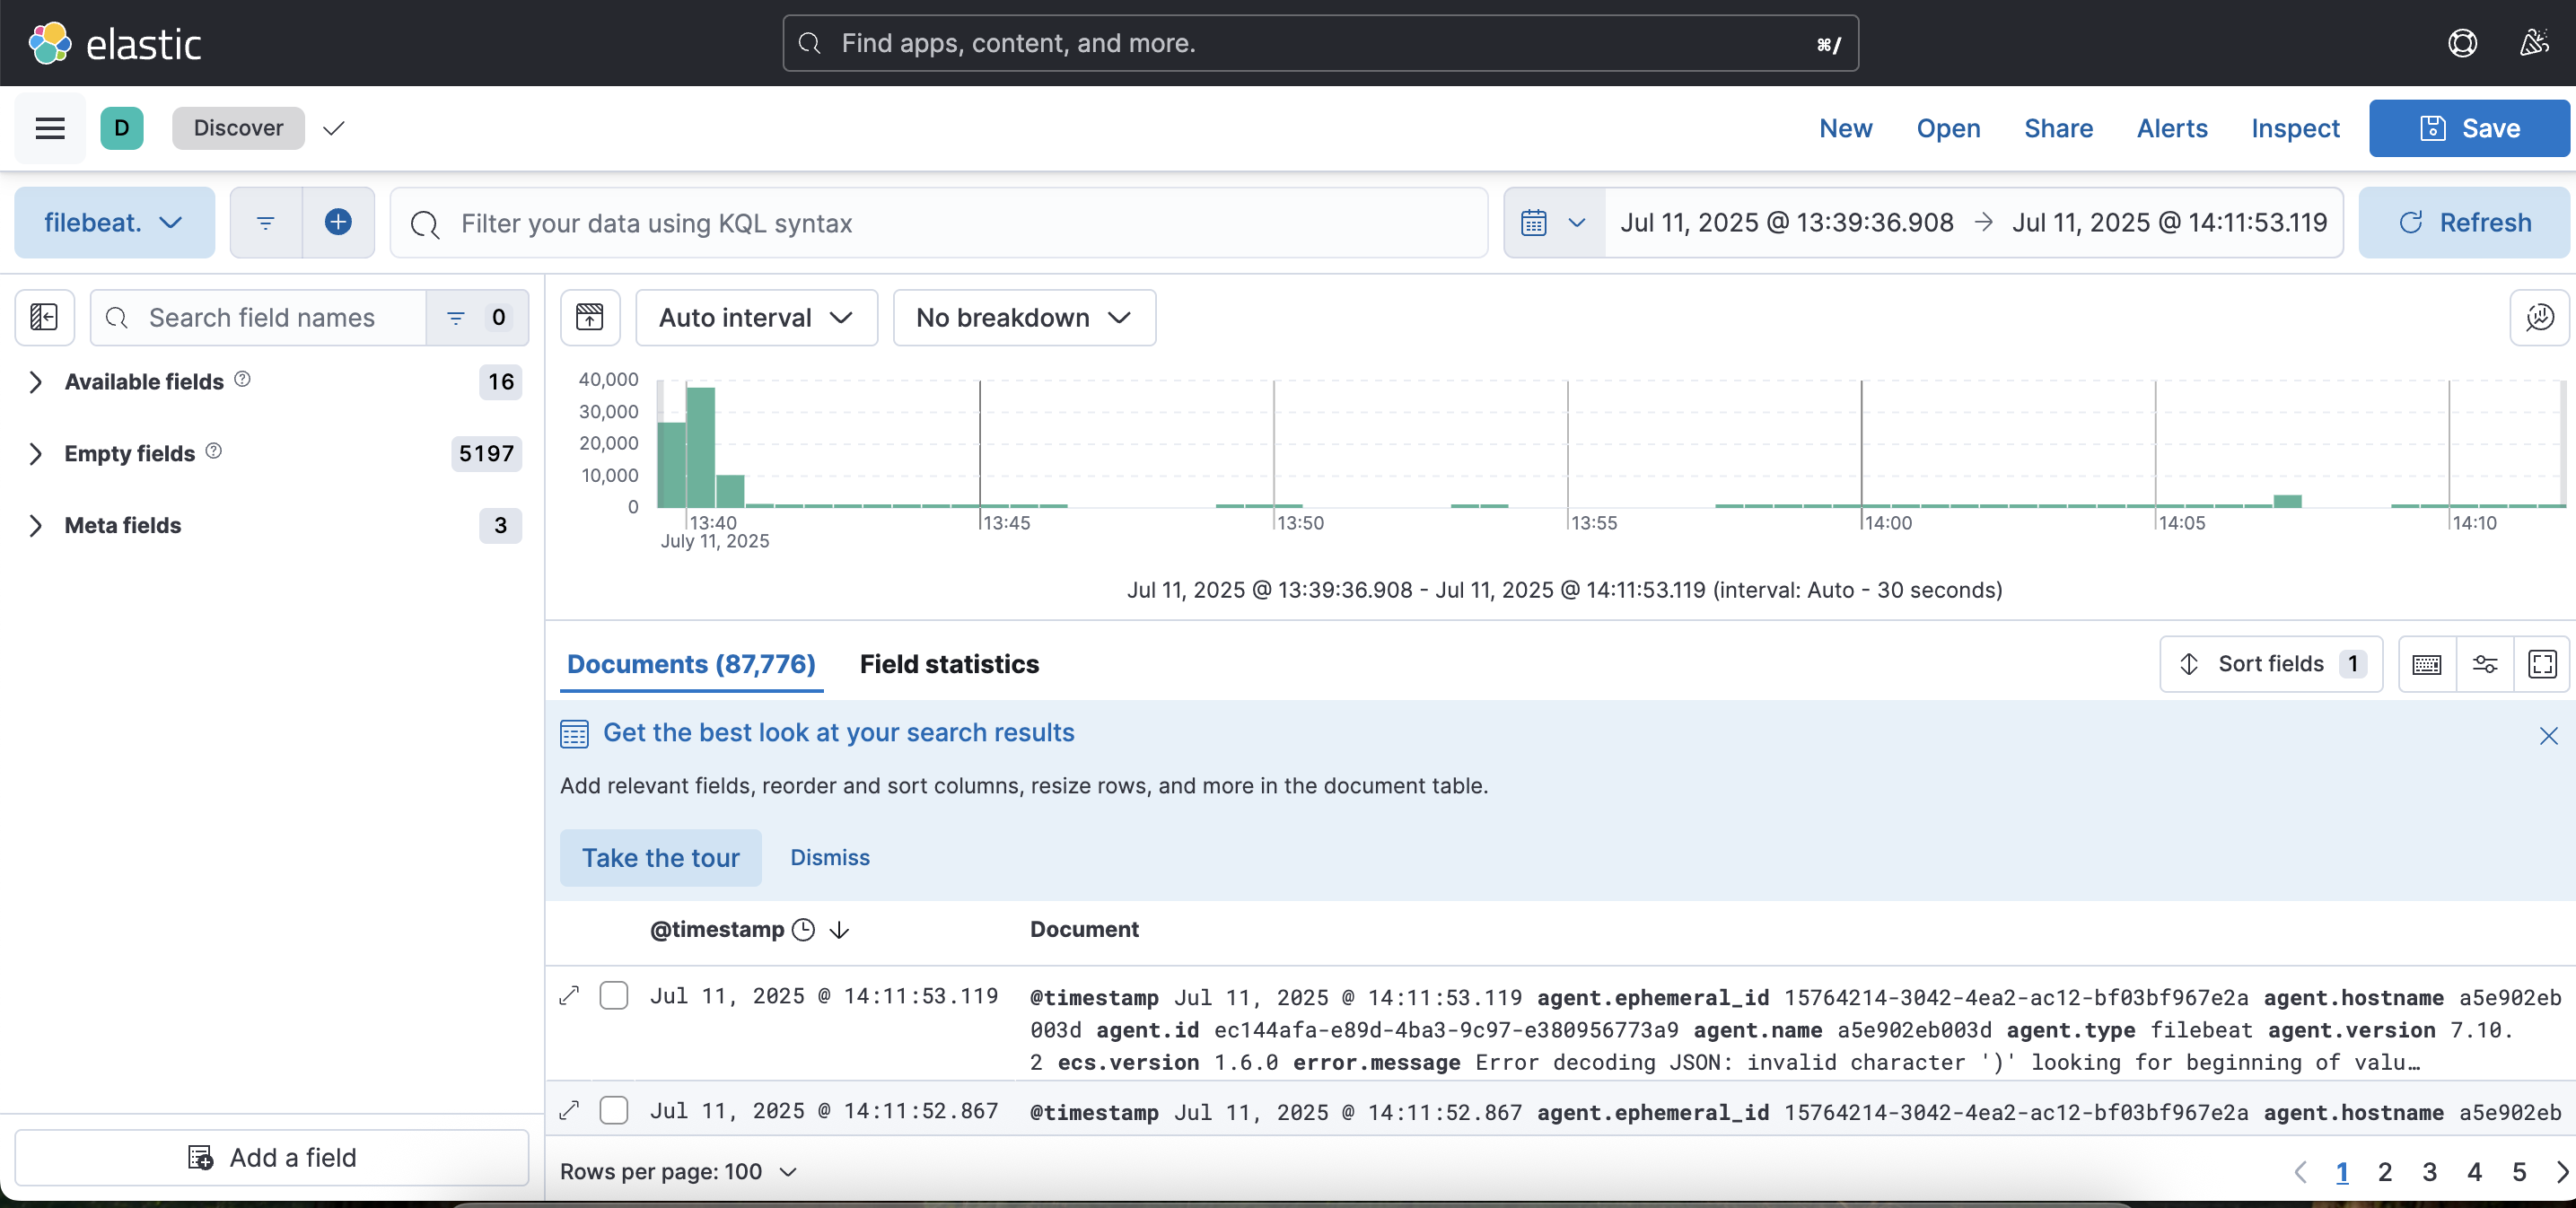 elastic
Find apps, content, and more.
⌘/
D
Discover
New
Open
Share
Alerts
Inspect
Save
filebeat.
Filter your data using KQL syntax
Jul 11, 2025 @ 13:39:36.908 → Jul 11, 2025 @ 14:11:53.119
Refresh
Search field names
0
Available fields
16
Empty fields
5197
Meta fields
3
Add a field
Auto interval
No breakdown
40,000
30,000
20,000
10,000
0
13:40
July 11, 2025
13:45
13:50
13:55
14:00
14:05
14:10
Jul 11, 2025 @ 13:39:36.908 - Jul 11, 2025 @ 14:11:53.119 (interval: Auto - 30 seconds)
Documents (87,776)
Field statistics
Sort fields 1
Get the best look at your search results
Add relevant fields, reorder and sort columns, resize rows, and more in the document table.
Take the tour
Dismiss
@timestamp
Document
Jul 11, 2025 @ 14:11:53.119
@timestamp Jul 11, 2025 @ 14:11:53.119 agent.ephemeral_id 15764214-3042-4ea2-ac12-bf03bf967e2a agent.hostname a5e902eb
003d agent.id ec144afa-e89d-4ba3-9c97-e380956773a9 agent.name a5e902eb003d agent.type filebeat agent.version 7.10.
2 ecs.version 1.6.0 error.message Error decoding JSON: invalid character ')' looking for beginning of valu…
Jul 11, 2025 @ 14:11:52.867
@timestamp Jul 11, 2025 @ 14:11:52.867 agent.ephemeral_id 15764214-3042-4ea2-ac12-bf03bf967e2a agent.hostname a5e902eb
Rows per page: 100
1 2 3 4 5